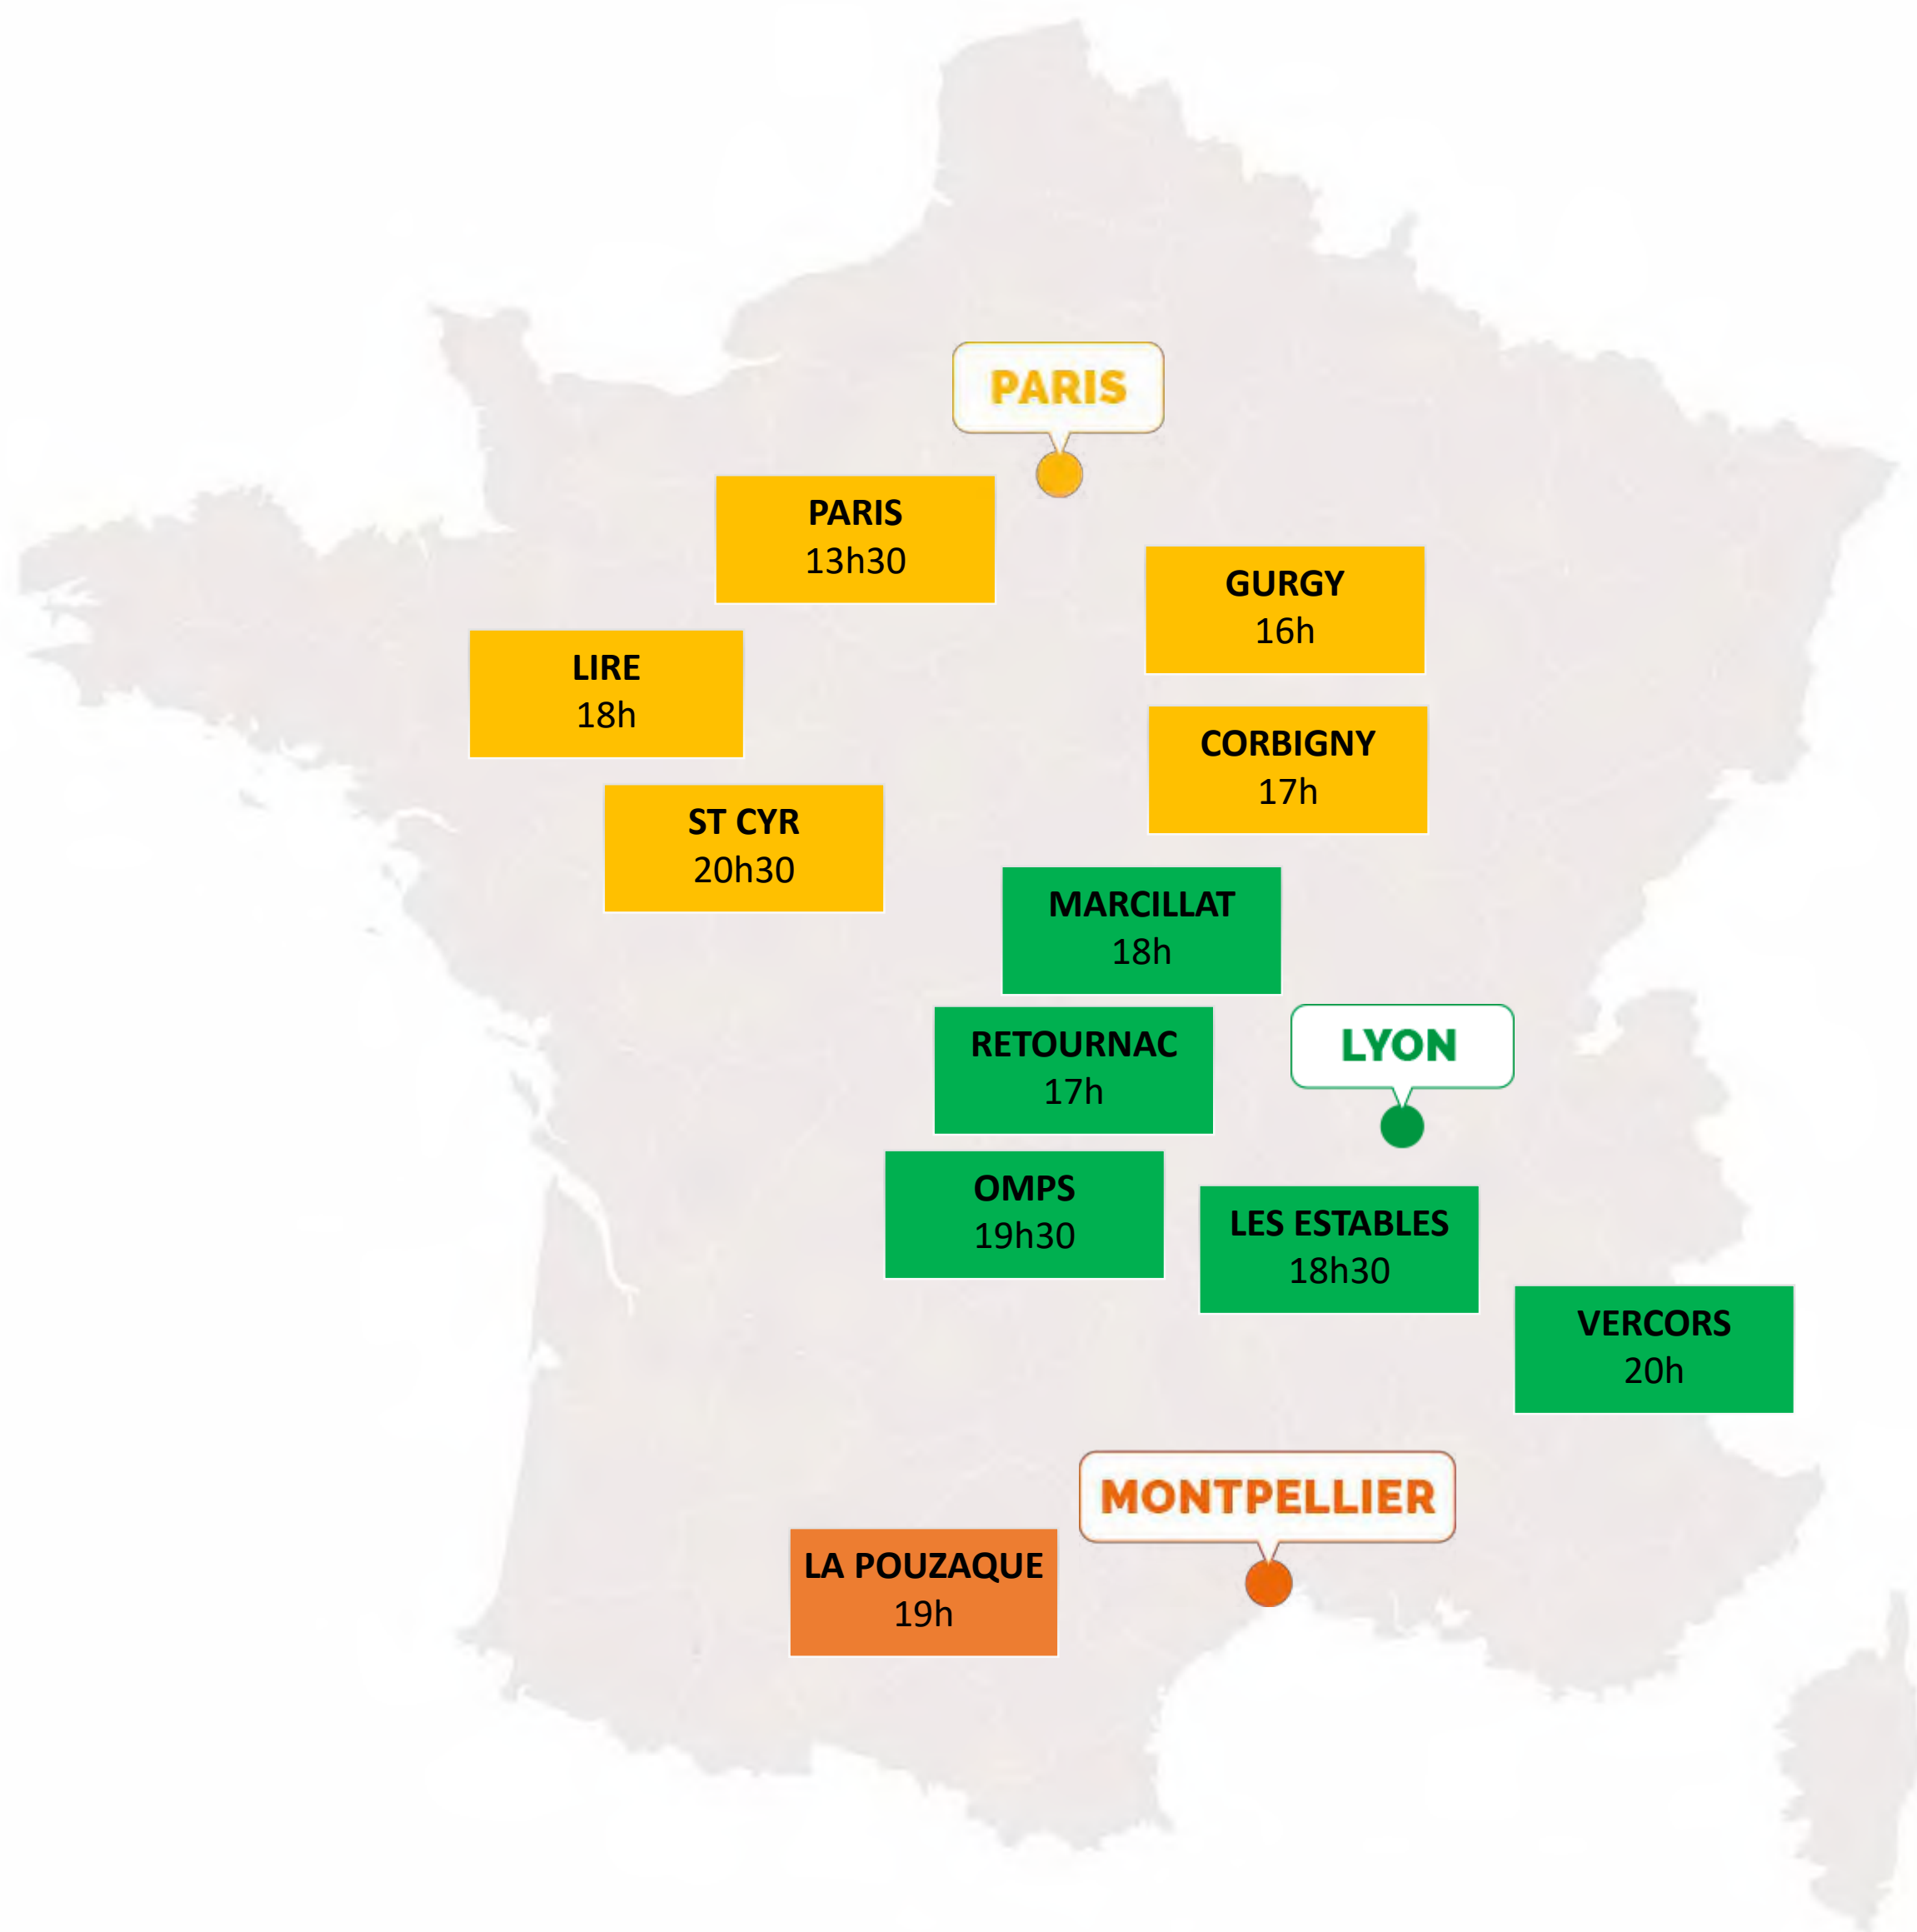 PARIS
PARIS
13h30
GURGY
16h
LIRE
18h
CORBIGNY
17h
ST CYR
20h30
MARCILLAT
18h
RETOURNAC
17h
LYON
OMPS
19h30
LES ESTABLES
18h30
VERCORS
20h
MONTPELLIER
LA POUZAQUE
19h